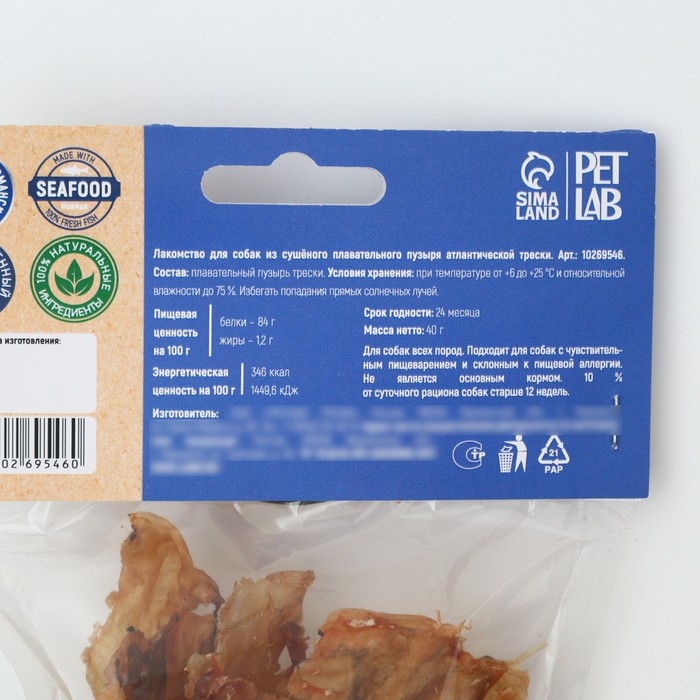 MADE WITH
SEAFOOD
MURMAN
100% FRESH FISH
100% НАТУРАЛЬНЫЕ
ИНГРЕДИЕНТЫ
SIMA
LAND
PET
LAB
Лакомство для собак из сушёного плавательного пузыря атлантической трески. Арт.: 10269546.
Состав: плавательный пузырь трески. Условия хранения: при температуре от +6 до +25 °С и относительной
влажности до 75 %. Избегать попадания прямых солнечных лучей.
Пищевая
ценность
на 100 г
белки – 84 г
жиры – 1,2 г
Энергетическая
ценность на 100 г
346 ккал
1449,6 кДж
Срок годности: 24 месяца
Масса нетто: 40 г
Для собак всех пород. Подходит для собак с чувствитель-
ным пищеварением и склонным к пищевой аллергии.
Не является основным кормом. 10 %
от суточного рациона собак старше 12 недель.
Изготовитель:
изготовления:
02 695460
21
PAP